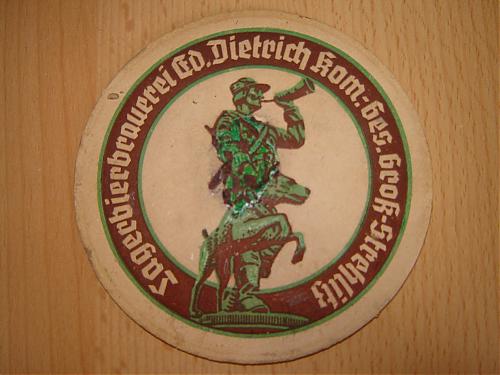 Lagerbierbrauerei Ed. Dietrich Kom.-Ges. Groß-Strehlitz